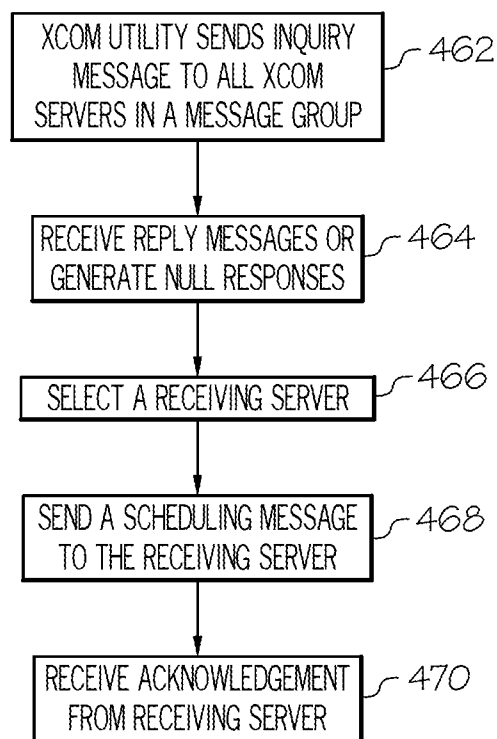 XCOM UTILITY SENDS INQUIRY
MESSAGE TO ALL XCOM
SERVERS IN A MESSAGE GROUP
462
RECEIVE REPLY MESSAGES OR
GENERATE NULL RESPONSES
464
SELECT A RECEIVING SERVER
466
SEND A SCHEDULING MESSAGE
TO THE RECEIVING SERVER
468
RECEIVE ACKNOWLEDGEMENT
FROM RECEIVING SERVER
470